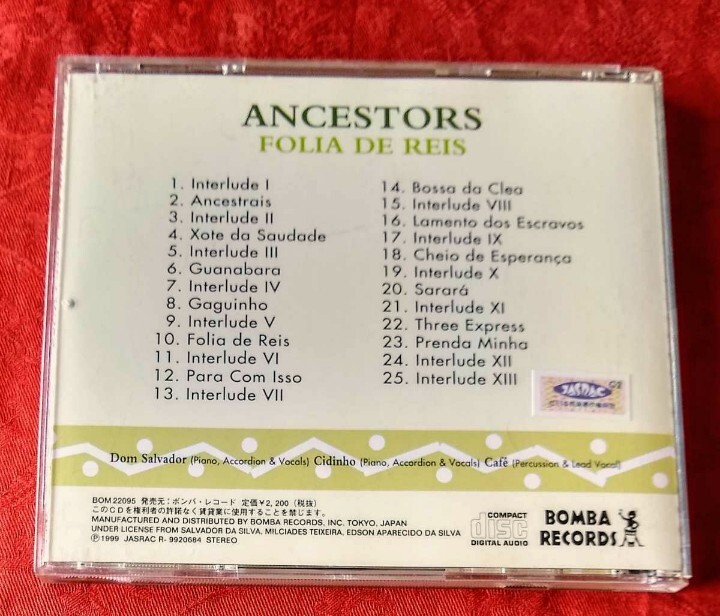 ANCESTORS
FOLIA DE REIS
1. Interlude I
2. Ancestrais
3. Interlude II
4. Xote da Saudade
5. Interlude III
6. Guanabara
7. Interlude IV
8. Gaguinho
9. Interlude V
10. Folia de Reis
11. Interlude VI
12. Para Com Isso
13. Interlude VII
14. Bossa da Clea
15. Interlude VIII
16. Lamento dos Escravos
17. Interlude IX
18. Cheio de Esperança
19. Interlude X
20. Sarará
21. Interlude XI
22. Three Express
23. Prenda Minha
24. Interlude XII
25. Interlude XIII
JASRAC
Dom Salvador (Piano, Accordion & Vocals) Cidinho (Piano, Accordion & Vocals) Café (Percussion & Lead Vocal)
BOM 22095 発売元:ボンバ・レコード 定価¥2,200(税抜)
このCDを権利者の許諾なく賃貸業に使用することを禁じます。
MANUFACTURED AND DISTRIBUTED BY BOMBA RECORDS, INC. TOKYO, JAPAN
UNDER LICENSE FROM SALVADOR DA SILVA, MILCIADES TEIXEIRA, EDSON APARECIDO DA SILVA
Ⓟ 1999 JASRAC R- 9920684 STEREO
COMPACT
disc
DIGITAL AUDIO
BOMBA
RECORDS